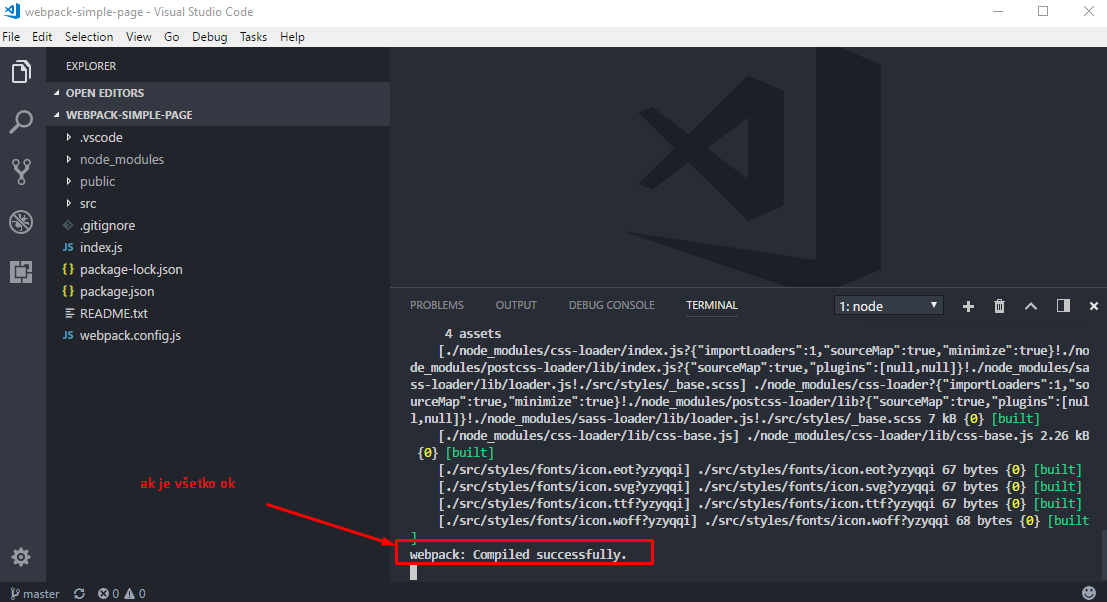 webpack-simple-page - Visual Studio Code
File Edit Selection View Go Debug Tasks Help
EXPLORER
OPEN EDITORS
WEBPACK-SIMPLE-PAGE
.vscode
node_modules
public
src
.gitignore
JS index.js
{} package-lock.json
{} package.json
README.txt
JS webpack.config.js
ak je všetko ok
PROBLEMS OUTPUT DEBUG CONSOLE TERMINAL 1: node
4 assets
[./node_modules/css-loader/index.js?{"importLoaders":1,"sourceMap":true,"minimize":true}!./no
de_modules/postcss-loader/lib/index.js?{"sourceMap":true,"plugins":[null,null]}!./node_modules/sa
ss-loader/lib/loader.js!./src/styles/_base.scss] ./node_modules/css-loader?{"importLoaders":1,"so
urceMap":true,"minimize":true}!./node_modules/postcss-loader/lib?{"sourceMap":true,"plugins":[nul
l,null]}!./node_modules/sass-loader/lib/loader.js!./src/styles/_base.scss 7 kB {0} [built]
[./node_modules/css-loader/lib/css-base.js] ./node_modules/css-loader/lib/css-base.js 2.26 kB
{0} [built]
[./src/styles/fonts/icon.eot?yzyqqi] ./src/styles/fonts/icon.eot?yzyqqi 67 bytes {0} [built]
[./src/styles/fonts/icon.svg?yzyqqi] ./src/styles/fonts/icon.svg?yzyqqi 67 bytes {0} [built]
[./src/styles/fonts/icon.ttf?yzyqqi] ./src/styles/fonts/icon.ttf?yzyqqi 67 bytes {0} [built]
[./src/styles/fonts/icon.woff?yzyqqi] ./src/styles/fonts/icon.woff?yzyqqi 68 bytes {0} [built
]
webpack: Compiled successfully.
master 0 0